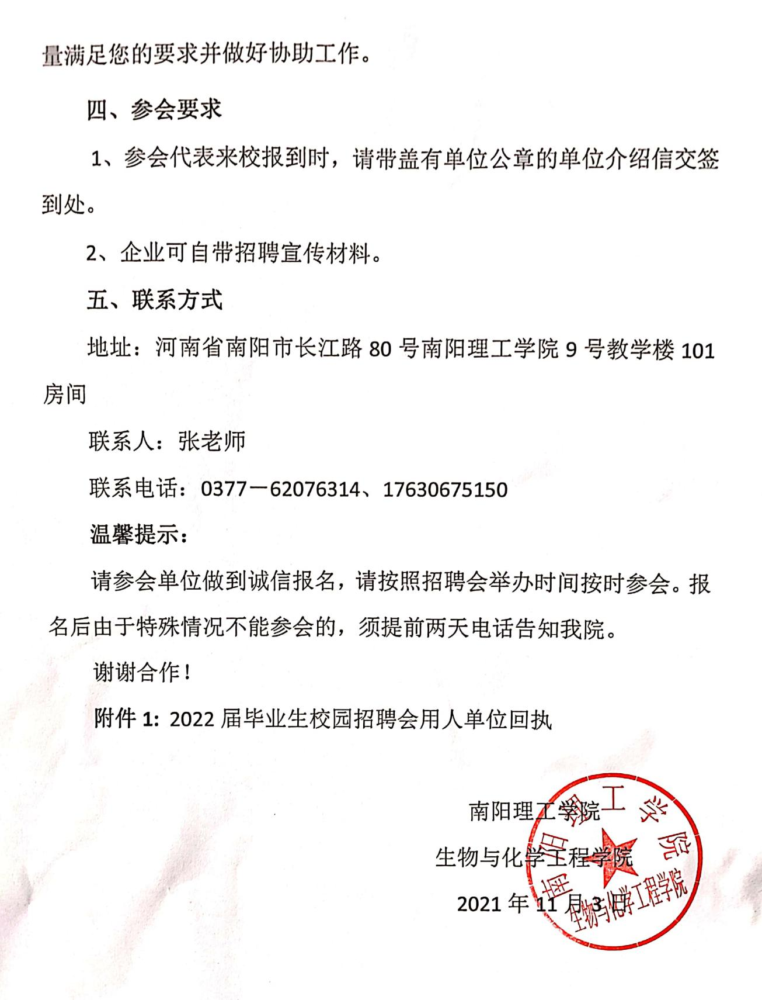 量满足您的要求并做好协助工作。
四、参会要求
1、参会代表来校报到时，请带盖有单位公章的单位介绍信交签
到处。
2、企业可自带招聘宣传材料。
五、联系方式
地址：河南省南阳市长江路 80 号南阳理工学院 9 号教学楼 101
房间
联系人：张老师
联系电话：0377－62076314、17630675150
温馨提示：
请参会单位做到诚信报名，请按照招聘会举办时间按时参会。报
名后由于特殊情况不能参会的，须提前两天电话告知我院。
谢谢合作！
附件 1: 2022 届毕业生校园招聘会用人单位回执
南阳理工学院
生物与化学工程学院
2021 年 11 月 3 日
南阳理工学院
生物与化学工程学院